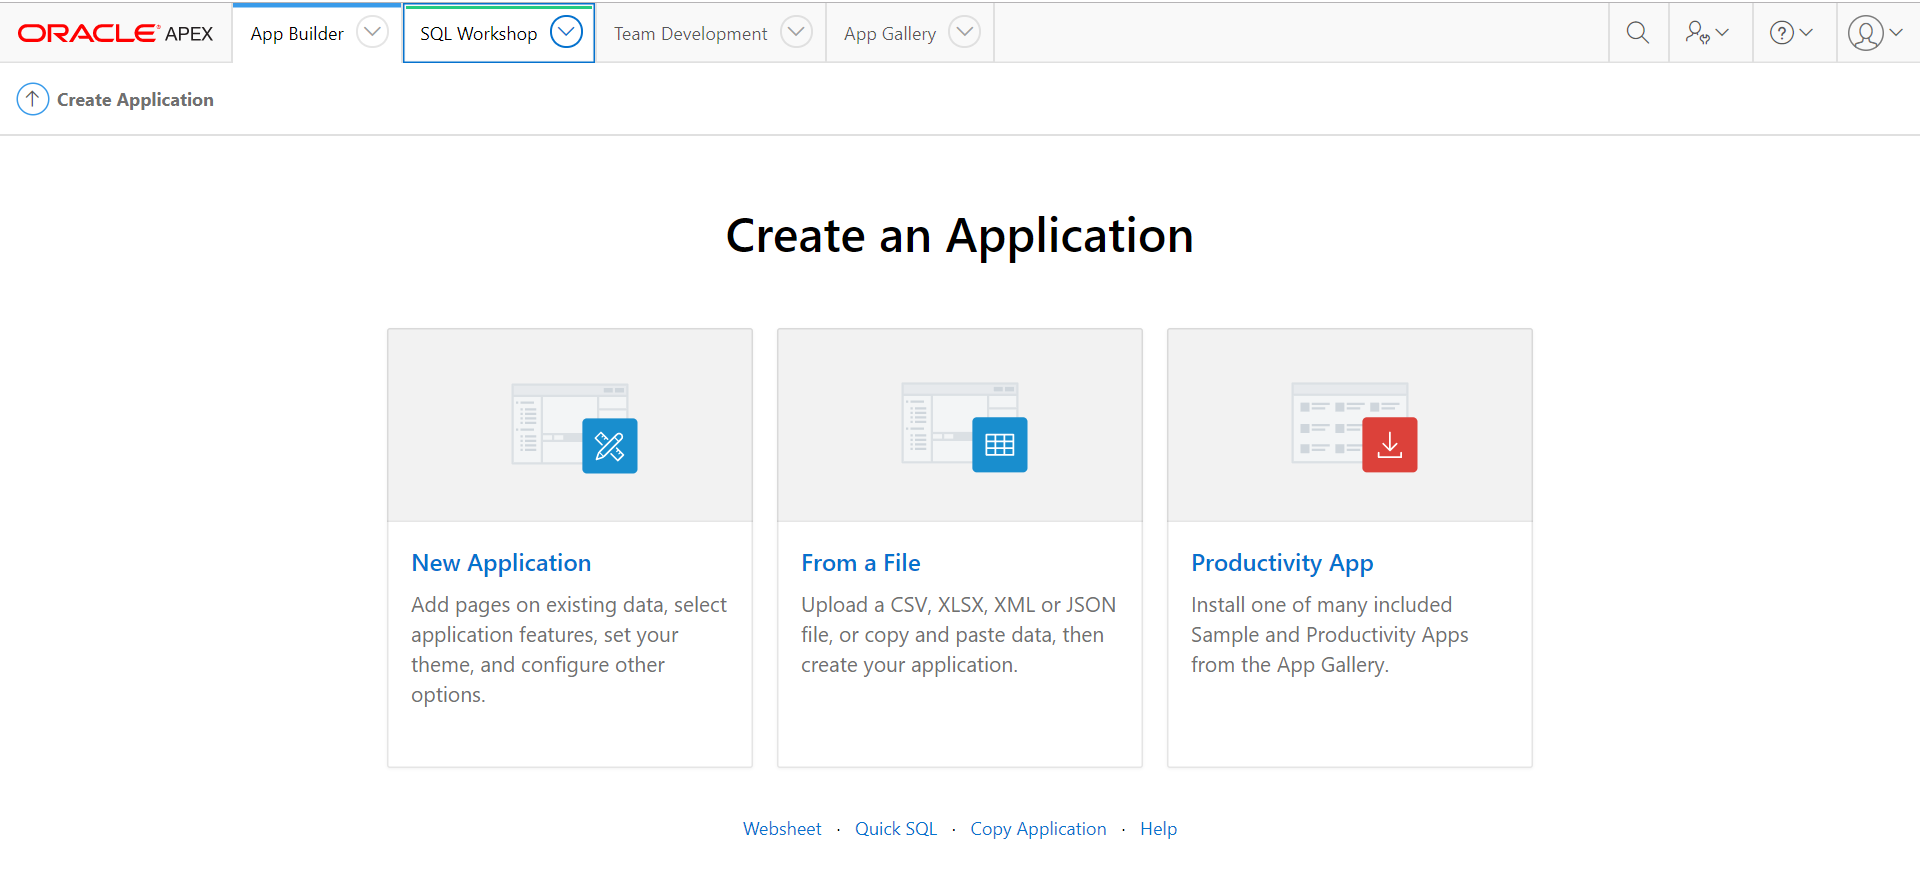 ORACLE APEX App Builder SQL Workshop Team Development App Gallery
Create Application
Create an Application
New Application
Add pages on existing data, select
application features, set your
theme, and configure other
options.
From a File
Upload a CSV, XLSX, XML or JSON
file, or copy and paste data, then
create your application.
Productivity App
Install one of many included
Sample and Productivity Apps
from the App Gallery.
Websheet · Quick SQL · Copy Application · Help